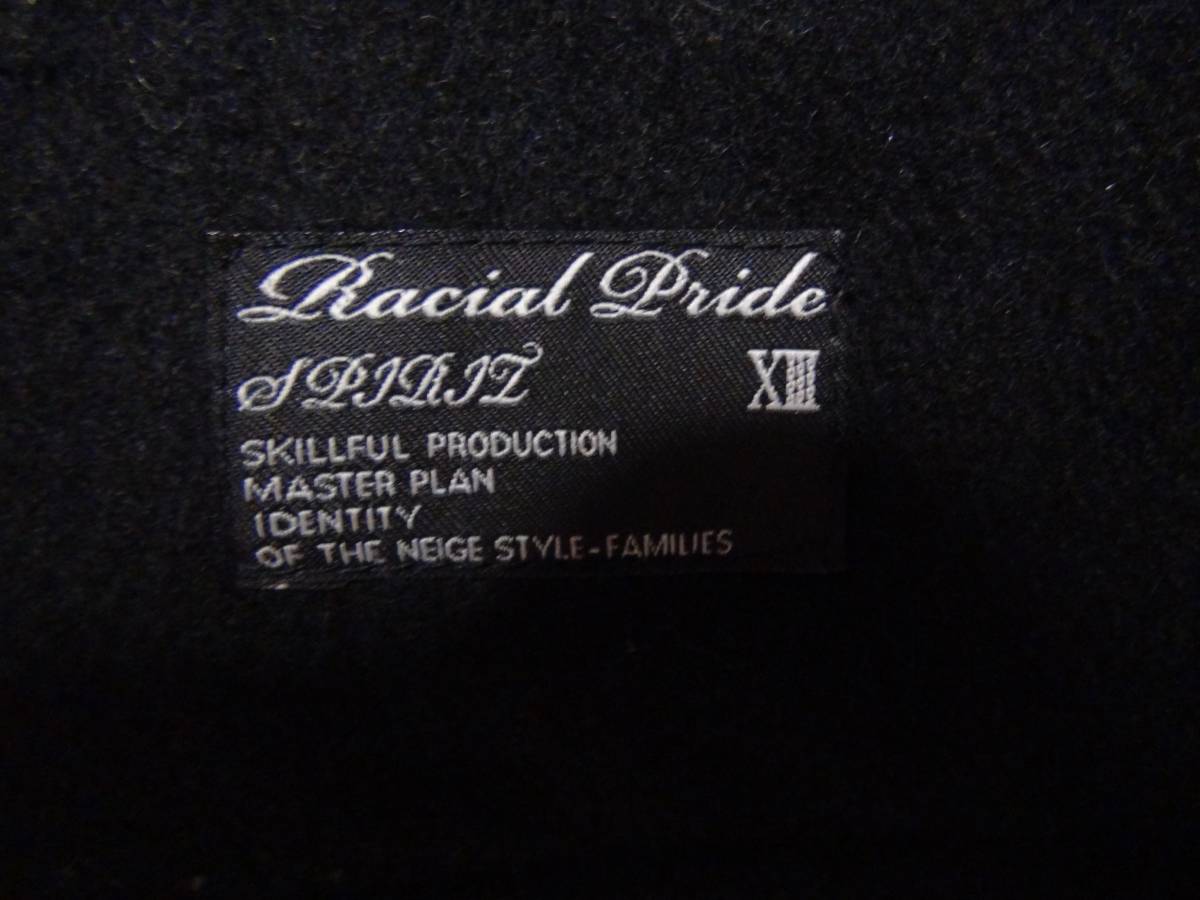 Racial Pride
SPIRIT XIII
SKILLFUL PRODUCTION
MASTER PLAN
IDENTITY
OF THE NEIGE STYLE-FAMILIES